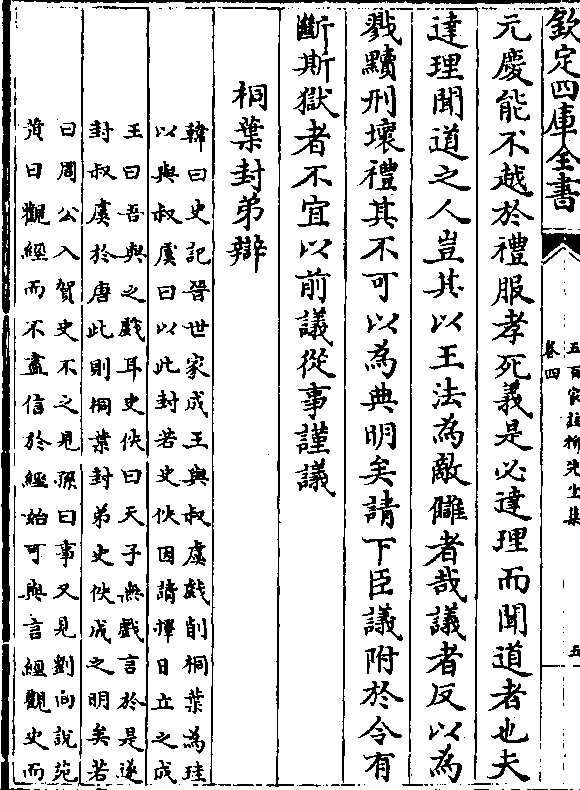 欽定四庫全書
五百家註柳先生集
卷四
五
元慶能不越於禮服孝死義是必達理而聞道者也夫
達理聞道之人豈其以王法為敵讎者哉議者反以為
戮黷刑壞禮其不可以為典明矣請下臣議附於令有
斷斯獄者不宜以前議從事謹議
桐葉封弟辯
韓曰史記晉世家成王與叔虞戱削桐葉為珪
以與叔虞曰以此封若史佚因請擇日立之成
王曰吾與之戱耳史佚曰天子無戱言於是遂
封叔虞於唐此則桐葉封弟史佚成之明矣若
曰周公入賀史不之見孫曰事又見劉向說苑
黄曰觀經而不盡信於經始可與言經觀史而